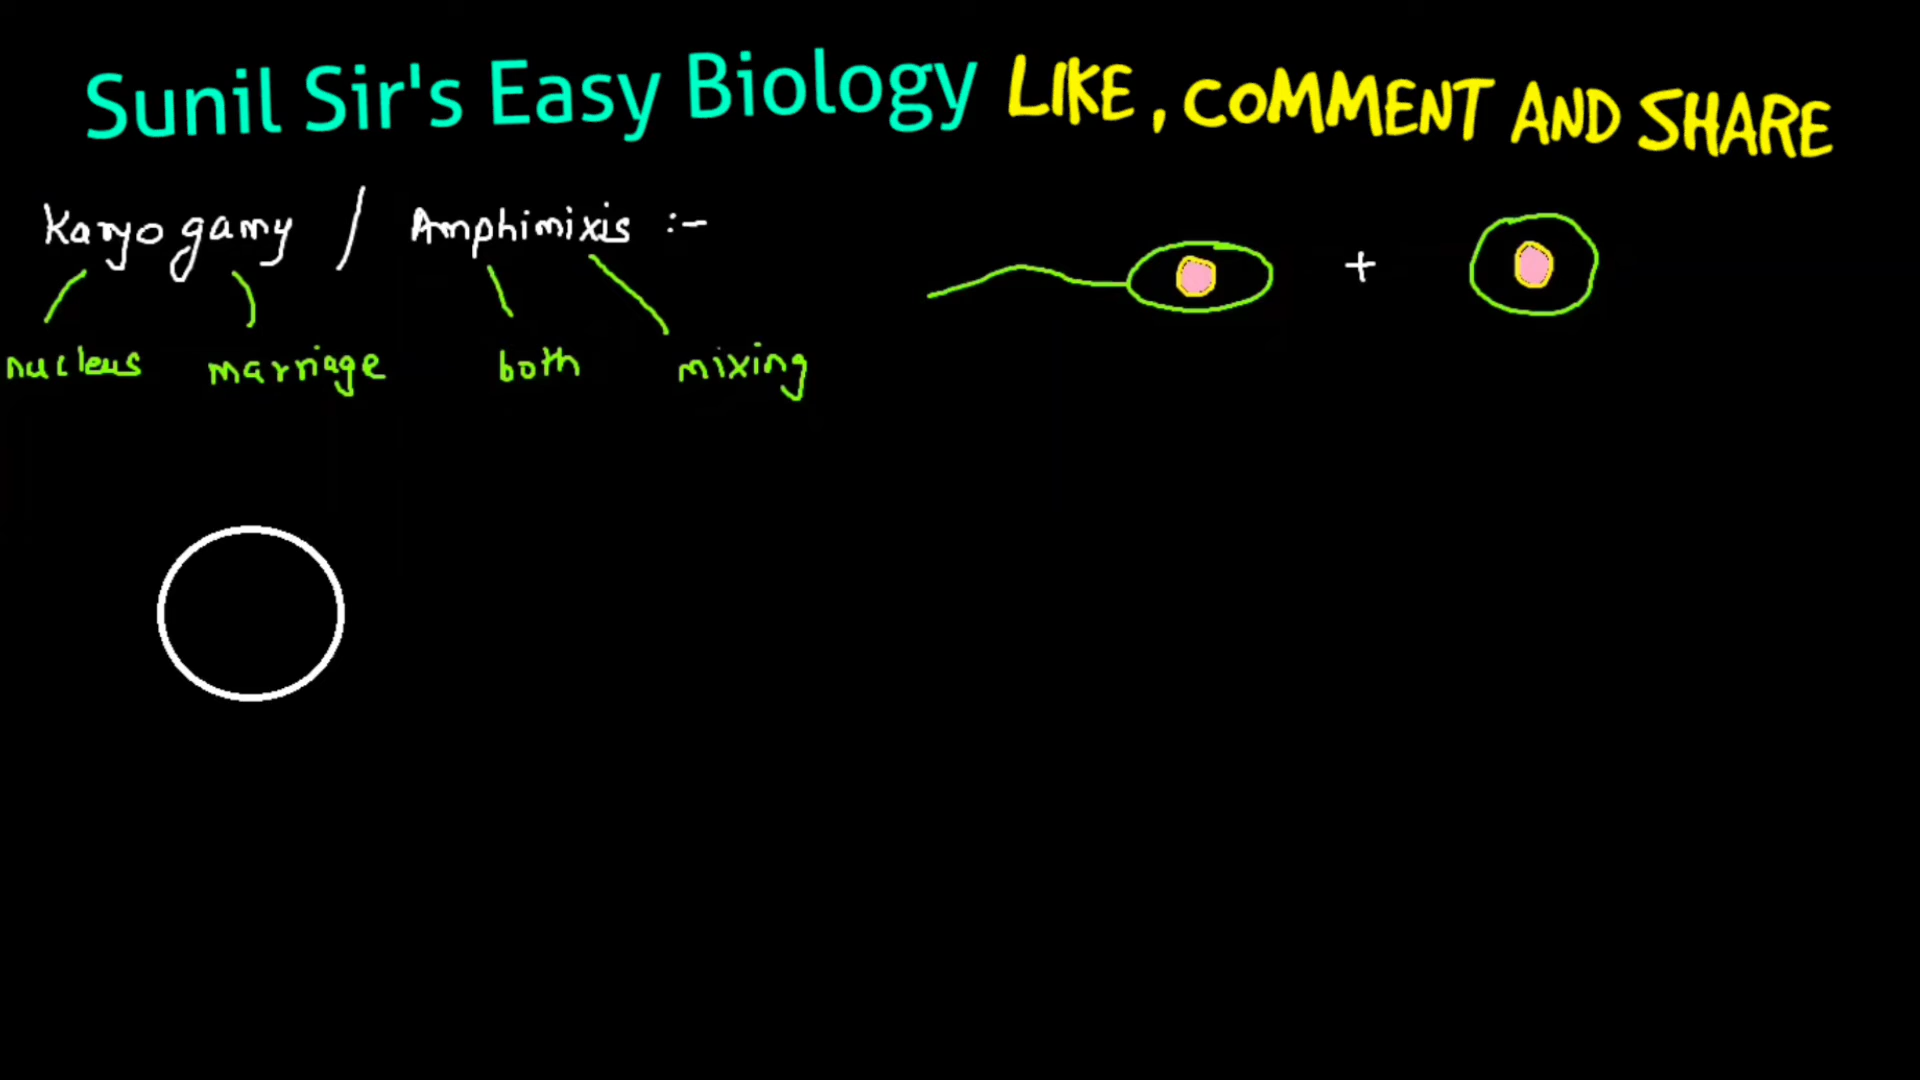 Sunil Sir's Easy Biology LIKE, COMMENT AND SHARE
Karyogamy / Amphimixis :-
+
nucleus marriage both mixing